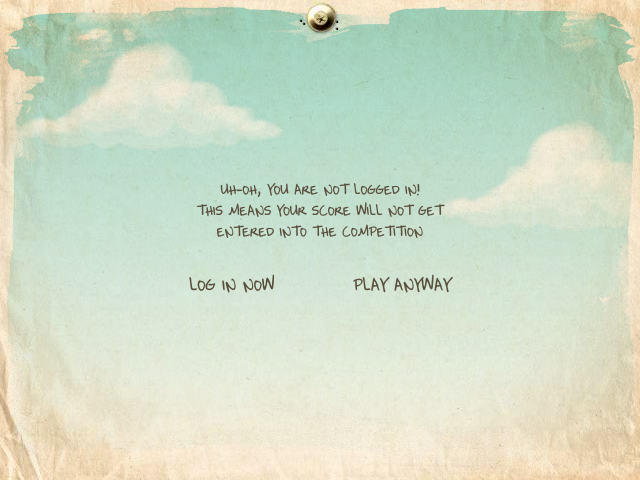 UH-OH, YOU ARE NOT LOGGED IN!
THIS MEANS YOUR SCORE WILL NOT GET
ENTERED INTO THE COMPETITION
LOG IN NOW PLAY ANYWAY